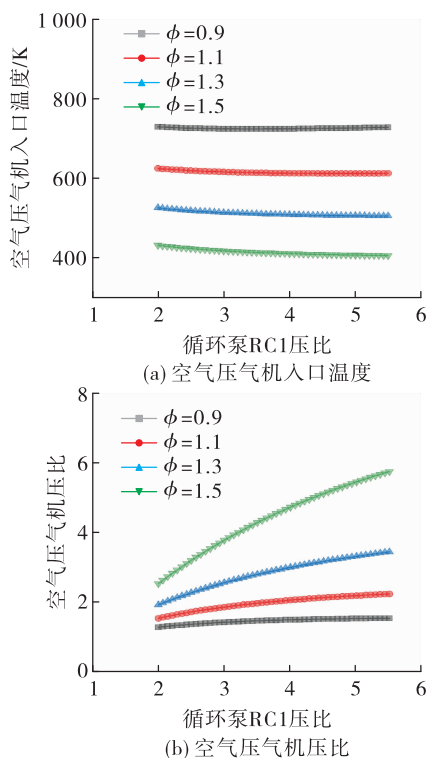 1 000
800
600
400
空气压气机入口温度/K
ϕ=0.9
ϕ=1.1
ϕ=1.3
ϕ=1.5
1 2 3 4 5 6
循环泵RC1压比
(a) 空气压气机入口温度
8
6
4
2
0
空气压气机压比
ϕ=0.9
ϕ=1.1
ϕ=1.3
ϕ=1.5
1 2 3 4 5 6
循环泵RC1压比
(b) 空气压气机压比